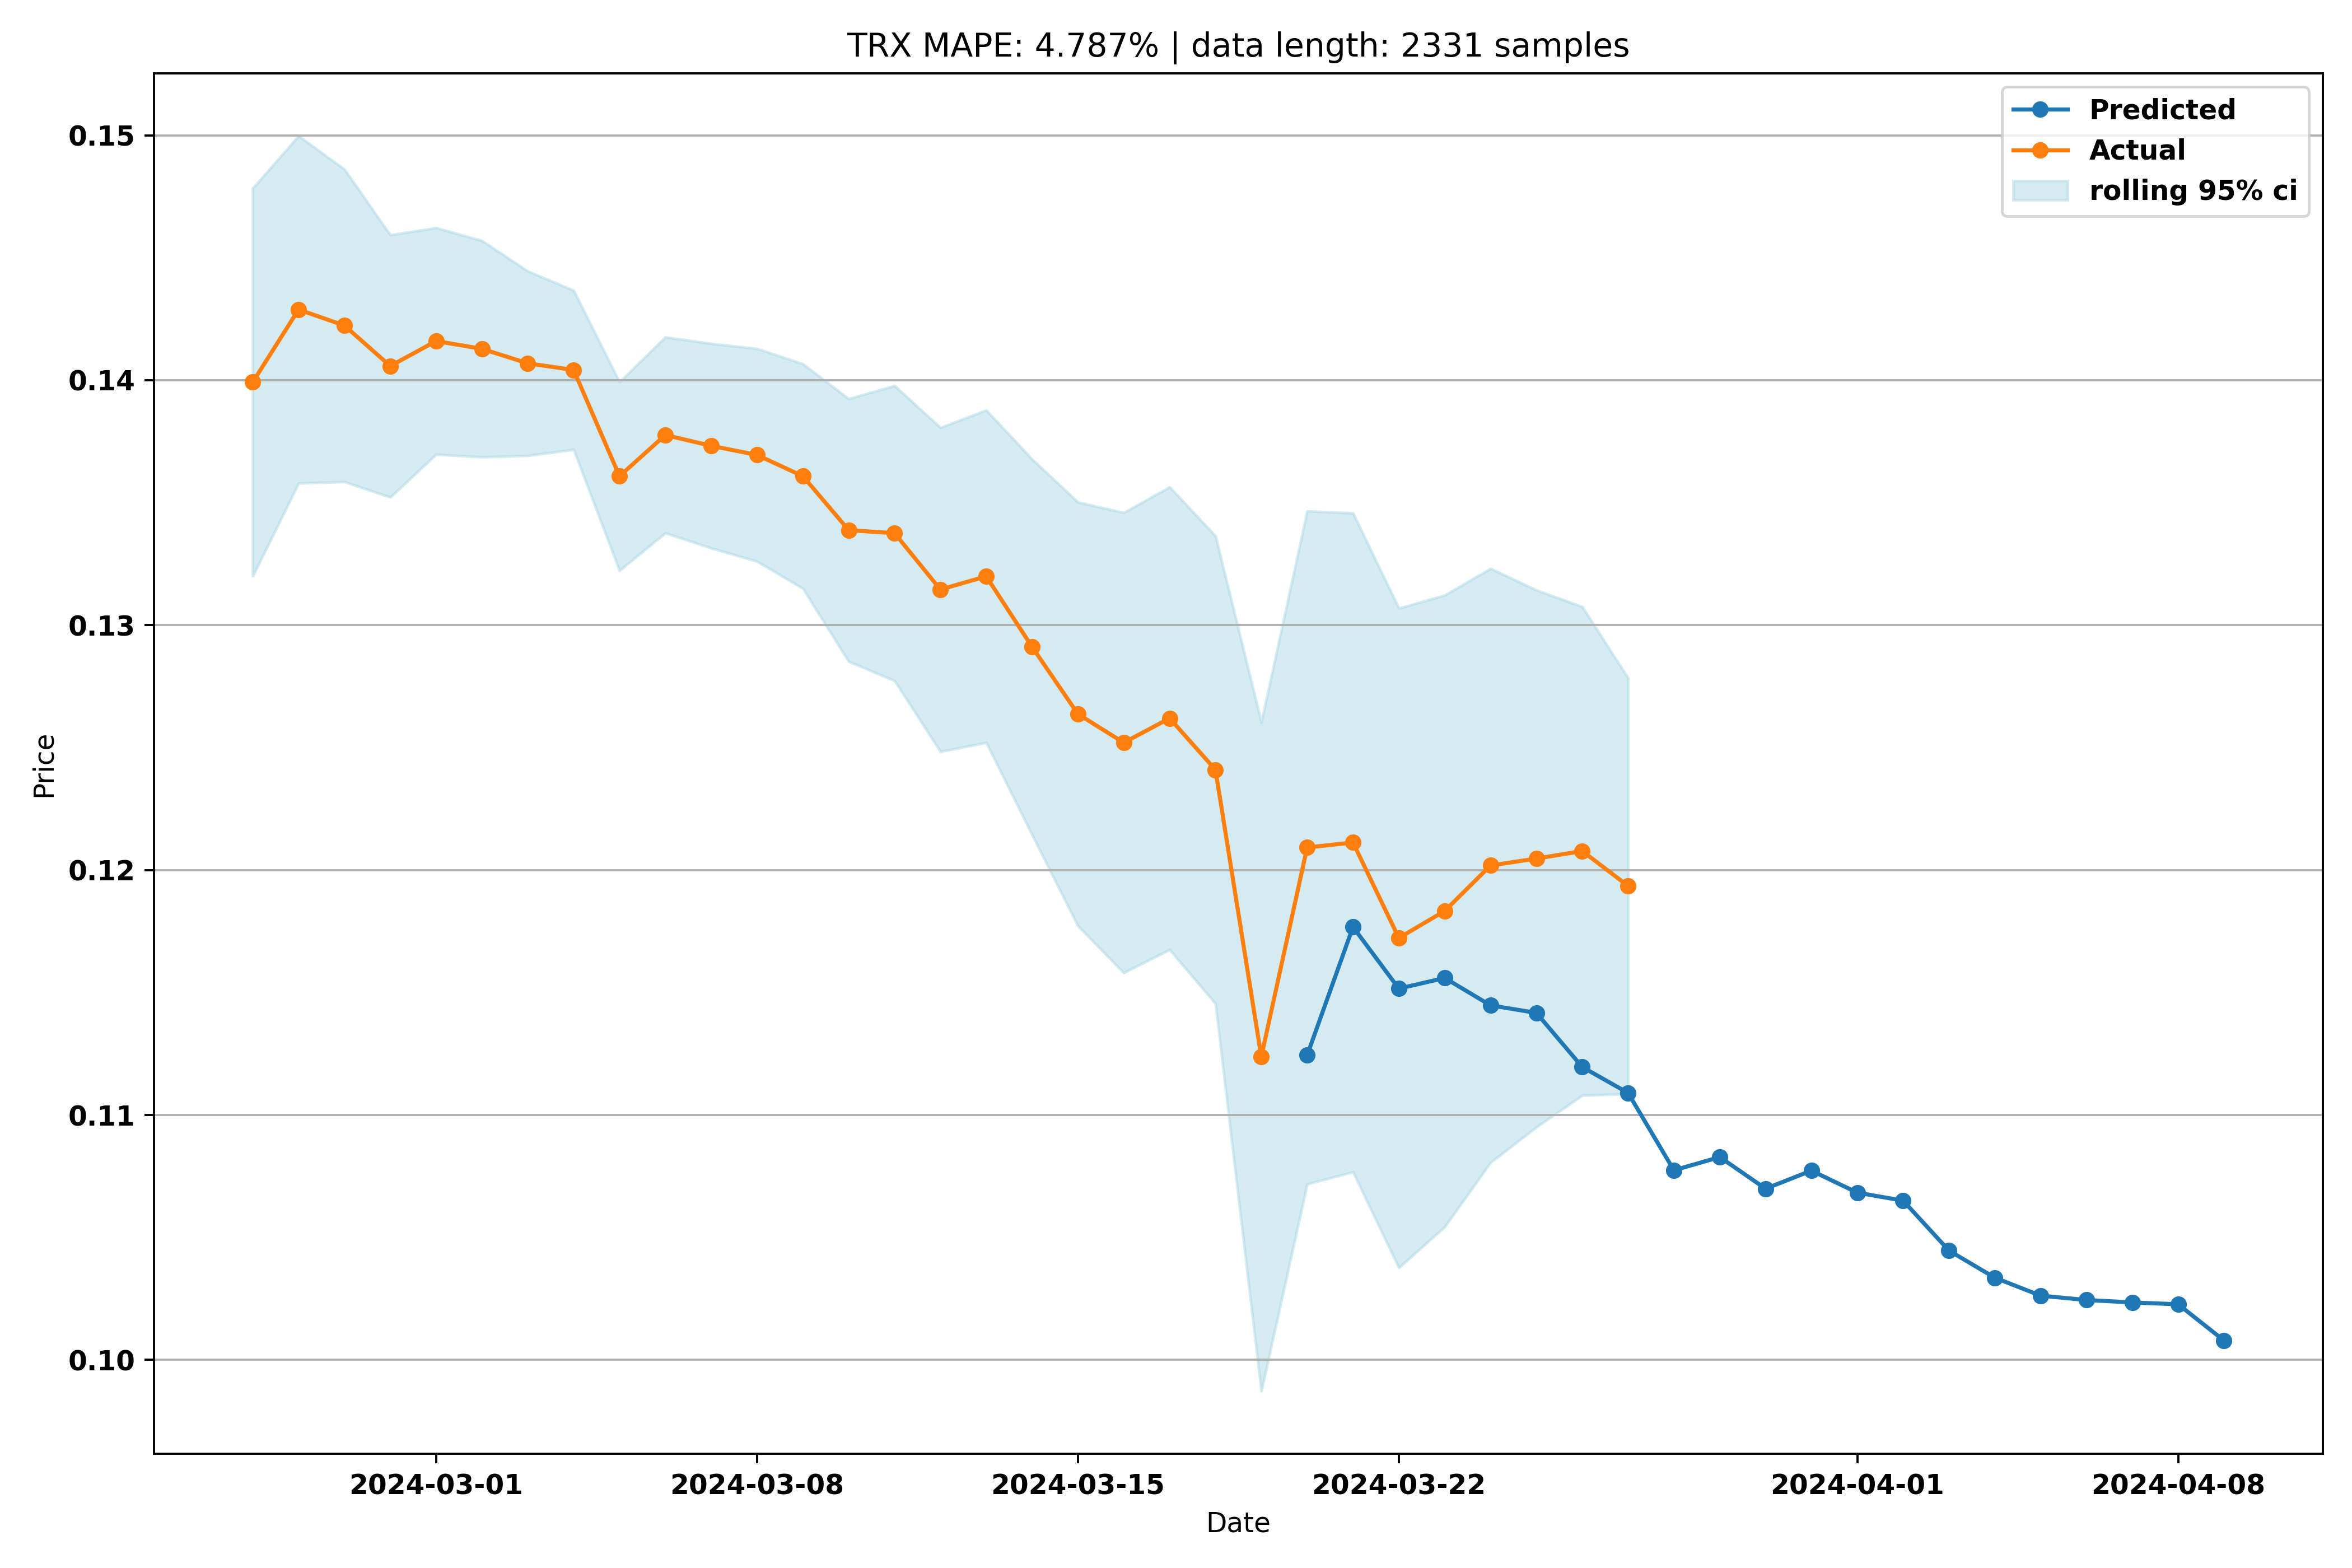 TRX MAPE: 4.787% | data length: 2331 samples
Predicted
Actual
rolling 95% ci
0.15
0.14
0.13
0.12
0.11
0.10
Price
2024-03-01
2024-03-08
2024-03-15
2024-03-22
2024-04-01
2024-04-08
Date